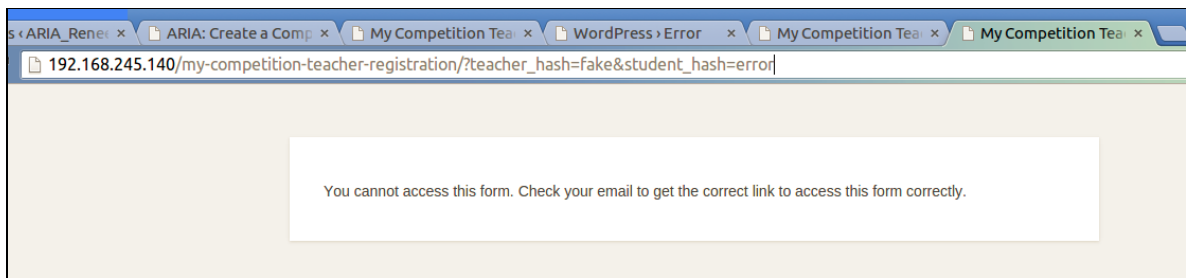 s ‹ ARIA_Renee
ARIA: Create a Comp
My Competition Tea
WordPress › Error
My Competition Tea
My Competition Tea
192.168.245.140/my-competition-teacher-registration/?teacher_hash=fake&student_hash=error
You cannot access this form. Check your email to get the correct link to access this form correctly.